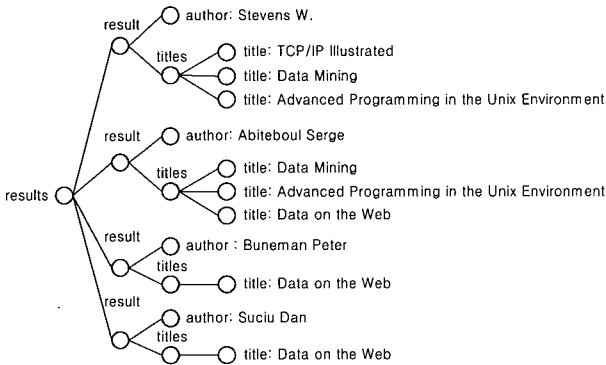 result
author: Stevens W.
titles
title: TCP/IP Illustrated
title: Data Mining
title: Advanced Programming in the Unix Environment
result
author: Abiteboul Serge
titles
title: Data Mining
title: Advanced Programming in the Unix Environment
title: Data on the Web
results
result
author : Buneman Peter
titles
title: Data on the Web
result
author: Suciu Dan
titles
title: Data on the Web